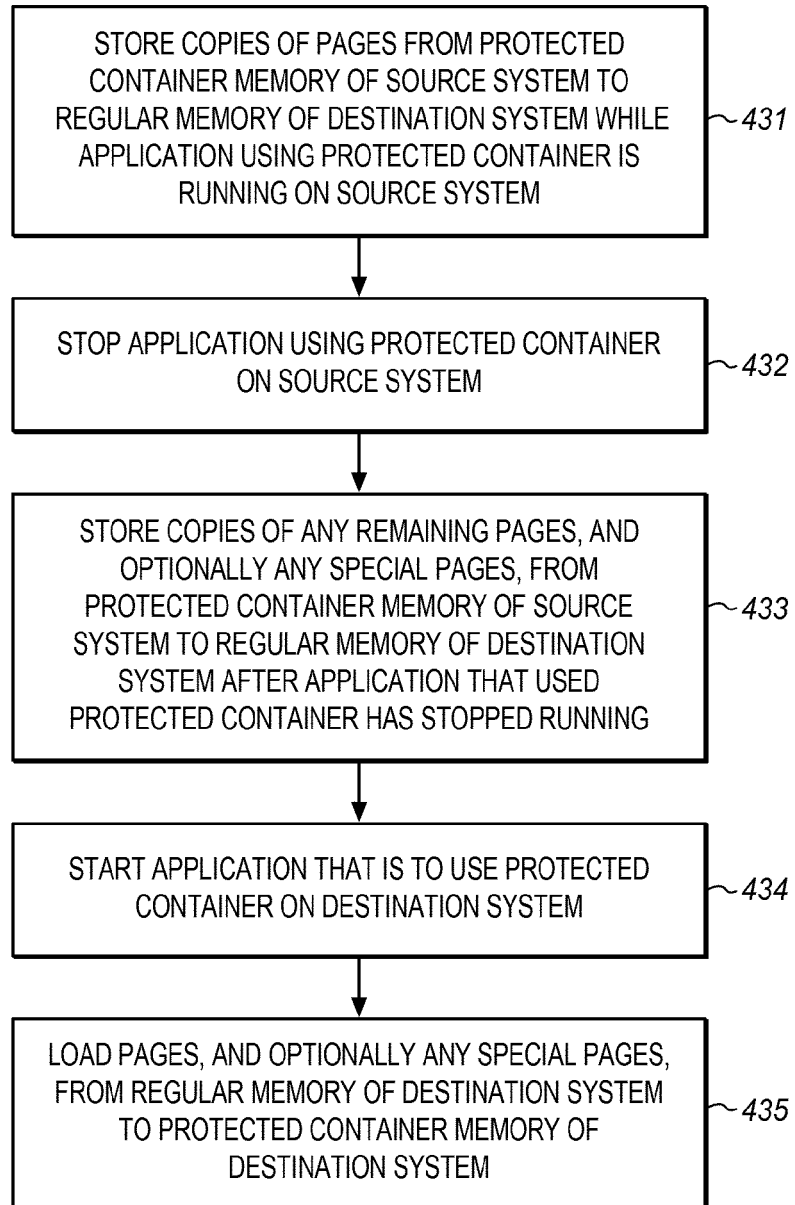 STORE COPIES OF PAGES FROM PROTECTED
CONTAINER MEMORY OF SOURCE SYSTEM TO
REGULAR MEMORY OF DESTINATION SYSTEM WHILE
APPLICATION USING PROTECTED CONTAINER IS
RUNNING ON SOURCE SYSTEM
431
STOP APPLICATION USING PROTECTED CONTAINER
ON SOURCE SYSTEM
432
STORE COPIES OF ANY REMAINING PAGES, AND
OPTIONALLY ANY SPECIAL PAGES, FROM
PROTECTED CONTAINER MEMORY OF SOURCE
SYSTEM TO REGULAR MEMORY OF DESTINATION
SYSTEM AFTER APPLICATION THAT USED
PROTECTED CONTAINER HAS STOPPED RUNNING
433
START APPLICATION THAT IS TO USE PROTECTED
CONTAINER ON DESTINATION SYSTEM
434
LOAD PAGES, AND OPTIONALLY ANY SPECIAL PAGES,
FROM REGULAR MEMORY OF DESTINATION SYSTEM
TO PROTECTED CONTAINER MEMORY OF
DESTINATION SYSTEM
435